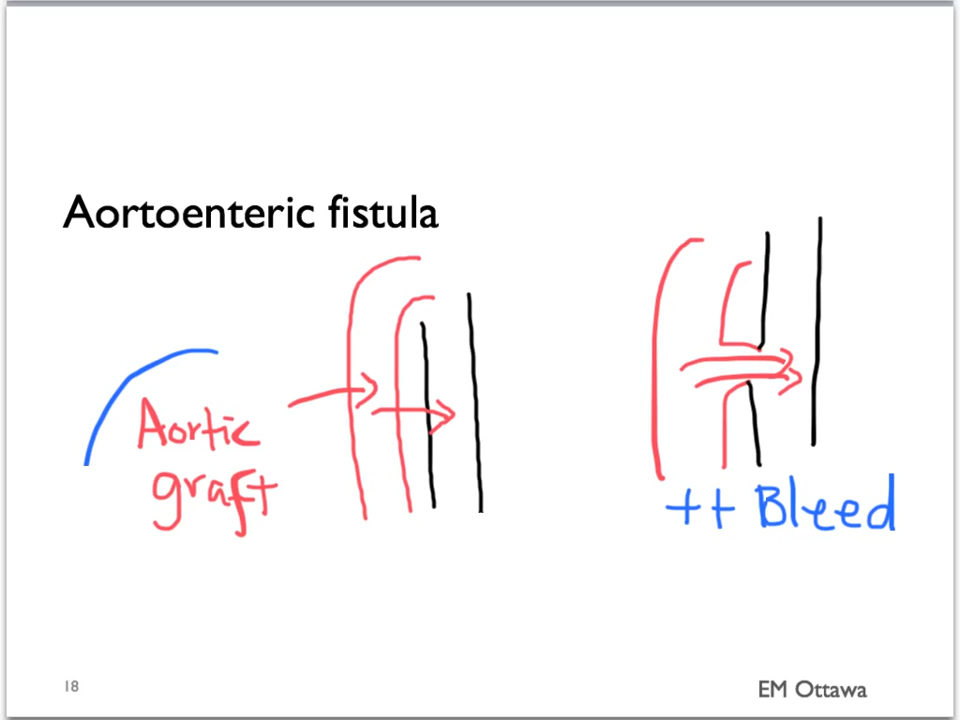 Aortoenteric fistula
Aortic
graft
++ Bleed
18
EM Ottawa